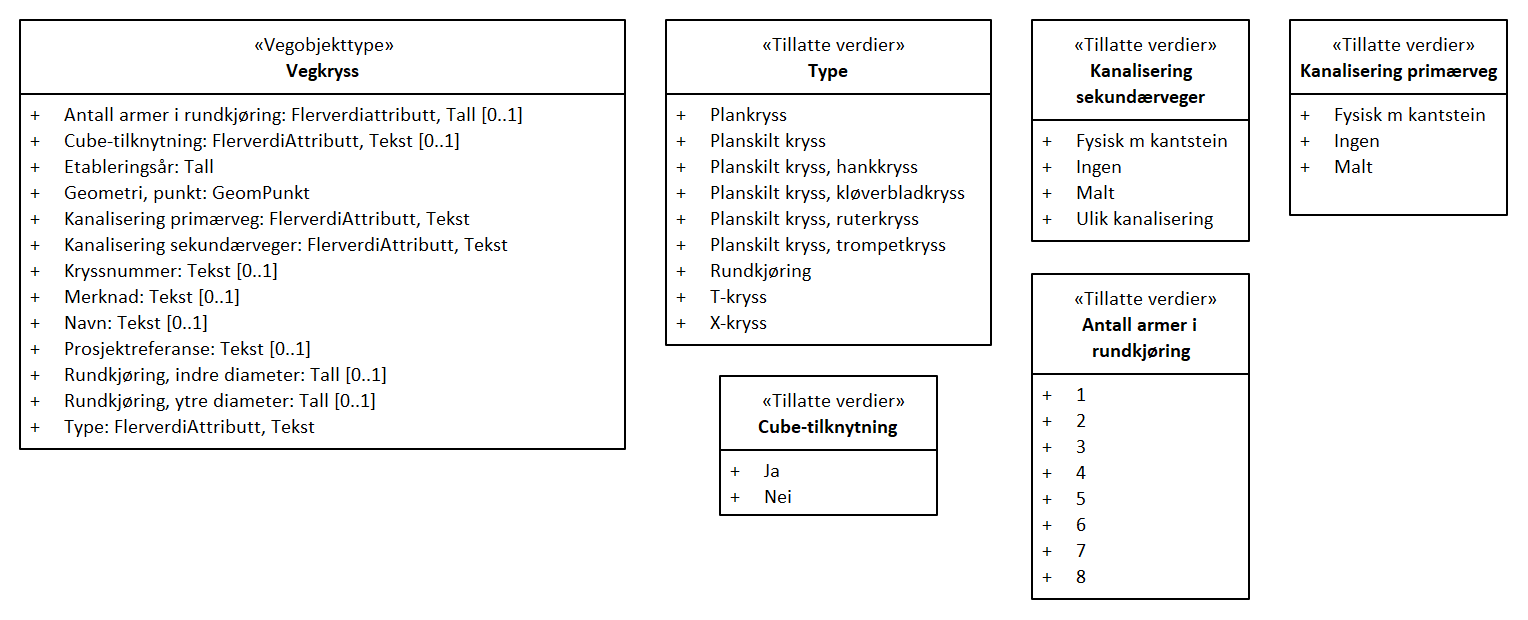 «Vegobjekttype»
Vegkryss
+ Antall armer i rundkjøring: Flerverdiattributt, Tall [0..1]
+ Cube-tilknytning: FlerverdiAttributt, Tekst [0..1]
+ Etableringsår: Tall
+ Geometri, punkt: GeomPunkt
+ Kanalisering primærveg: FlerverdiAttributt, Tekst
+ Kanalisering sekundærveger: FlerverdiAttributt, Tekst
+ Kryssnummer: Tekst [0..1]
+ Merknad: Tekst [0..1]
+ Navn: Tekst [0..1]
+ Prosjektreferanse: Tekst [0..1]
+ Rundkjøring, indre diameter: Tall [0..1]
+ Rundkjøring, ytre diameter: Tall [0..1]
+ Type: FlerverdiAttributt, Tekst
«Tillatte verdier»
Type
+ Plankryss
+ Planskilt kryss
+ Planskilt kryss, hankkryss
+ Planskilt kryss, kløverbladkryss
+ Planskilt kryss, ruterkryss
+ Planskilt kryss, trompetkryss
+ Rundkjøring
+ T-kryss
+ X-kryss
«Tillatte verdier»
Cube-tilknytning
+ Ja
+ Nei
«Tillatte verdier»
Kanalisering
sekundærveger
+ Fysisk m kantstein
+ Ingen
+ Malt
+ Ulik kanalisering
«Tillatte verdier»
Antall armer i
rundkjøring
+ 1
+ 2
+ 3
+ 4
+ 5
+ 6
+ 7
+ 8
«Tillatte verdier»
Kanalisering primærveg
+ Fysisk m kantstein
+ Ingen
+ Malt